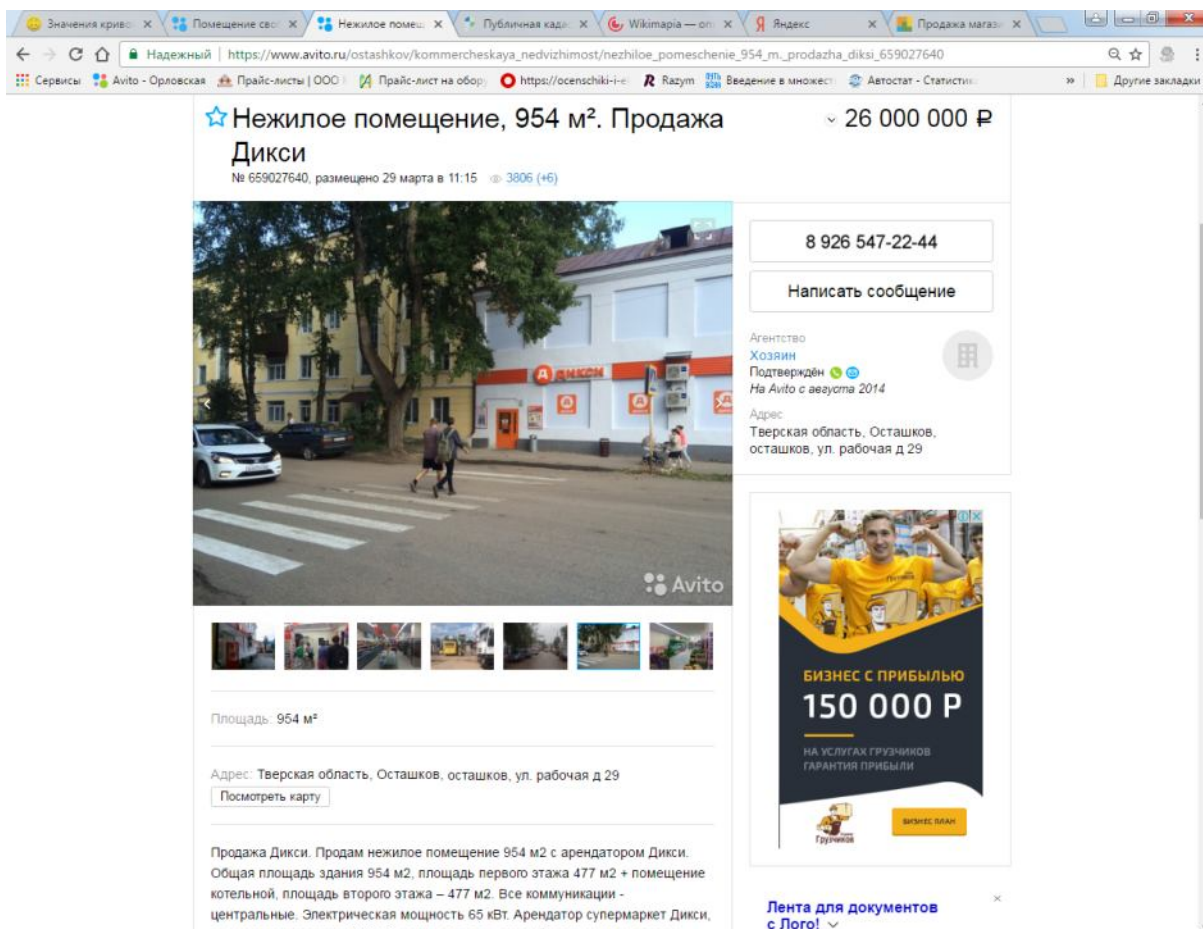 Значения криво
Помещение сво
Нежилое помещ
Публичная када
Wikimapia — on
Яндекс
Продажа магази
Надежный | https://www.avito.ru/ostashkov/kommercheskaya_nedvizhimost/nezhiloe_pomeschenie_954_m._prodazha_diksi_659027640
Сервисы Avito - Орловская Прайс-листы | ООО Прайс-лист на обору https://ocenschiki-i-e Razym Введение в множест Автостат - Статистик » Другие закладки
Нежилое помещение, 954 м². Продажа
Дикси
26 000 000 ₽
№ 659027640, размещено 29 марта в 11:15 3806 (+6)
ДИКСИ
Avito
8 926 547-22-44
Написать сообщение
Агентство
Хозяин
Подтверждён
На Avito с августа 2014
Адрес
Тверская область, Осташков,
осташков, ул. рабочая д 29
БИЗНЕС С ПРИБЫЛЬЮ
150 000 Р
НА УСЛУГАХ ГРУЗЧИКОВ
ГАРАНТИЯ ПРИБЫЛИ
Грузчиков
БИЗНЕС ПЛАН
Площадь: 954 м²
Адрес: Тверская область, Осташков, осташков, ул. рабочая д 29
Посмотреть карту
Продажа Дикси. Продам нежилое помещение 954 м2 с арендатором Дикси.
Общая площадь здания 954 м2, площадь первого этажа 477 м2 + помещение
котельной, площадь второго этажа – 477 м2. Все коммуникации -
центральные. Электрическая мощность 65 кВт. Арендатор супермаркет Дикси,
Лента для документов
с Лого!